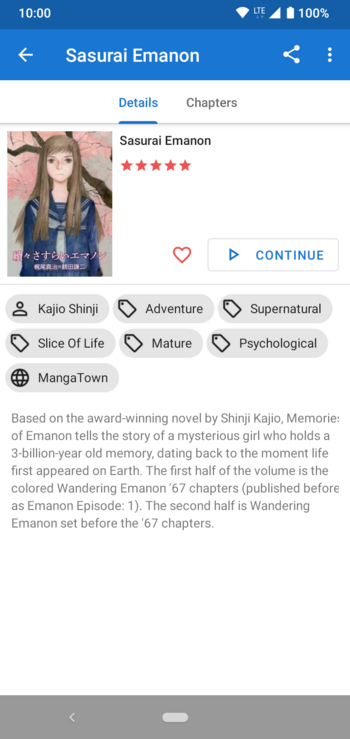 10:00
LTE
100%
Sasurai Emanon
Details
Chapters
Sasurai Emanon
続々さすらいエマノン
梶尾真治×鶴田謙二
CONTINUE
Kajio Shinji
Adventure
Supernatural
Slice Of Life
Mature
Psychological
MangaTown
Based on the award-winning novel by Shinji Kajio, Memories
of Emanon tells the story of a mysterious girl who holds a
3-billion-year old memory, dating back to the moment life
first appeared on Earth. The first half of the volume is the
colored Wandering Emanon '67 chapters (published before
as Emanon Episode: 1). The second half is Wandering
Emanon set before the '67 chapters.